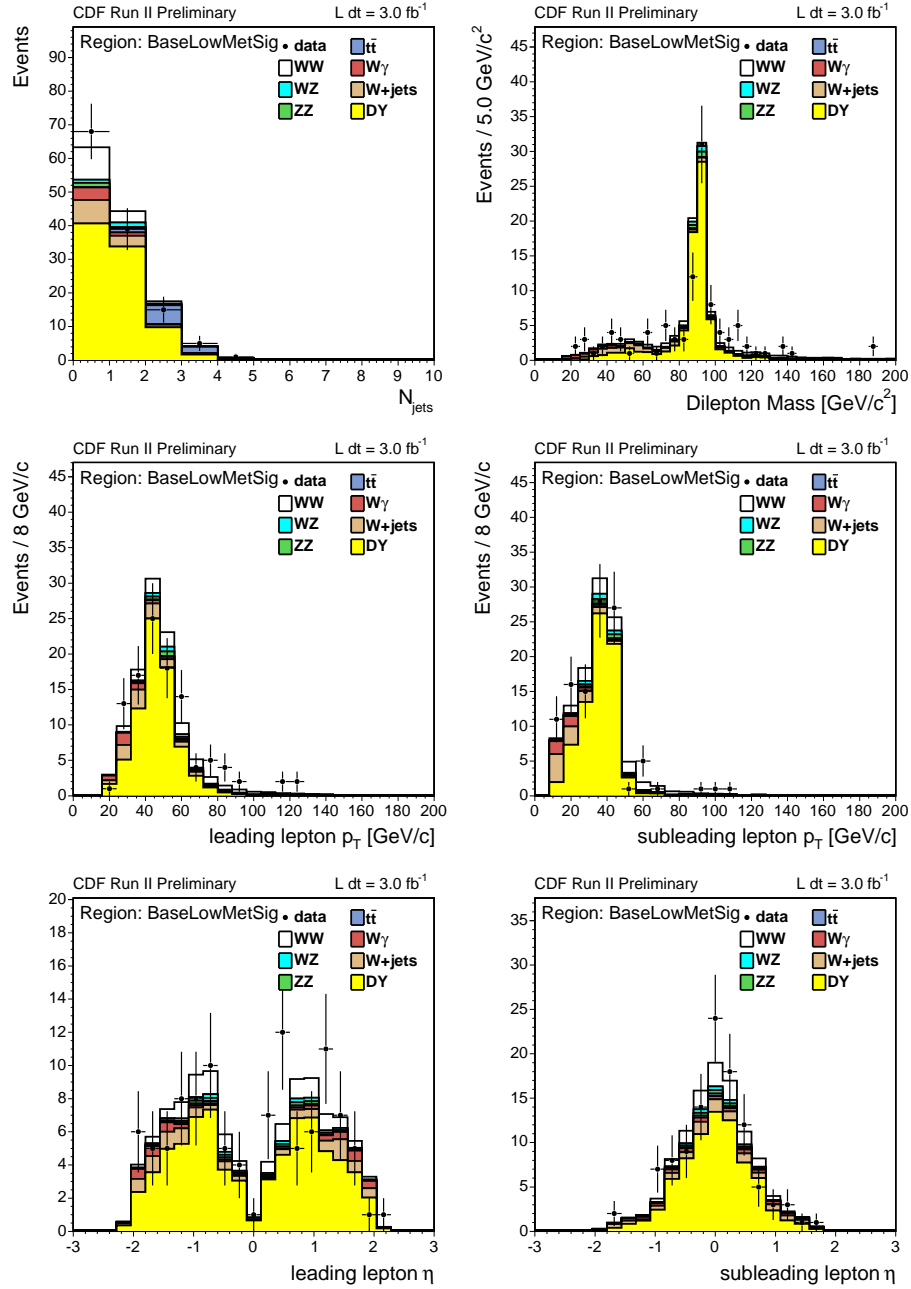 CDF Run II Preliminary L dt = 3.0 fb⁻¹
Events
Region: BaseLowMetSig
data
WW
WZ
ZZ
tt̄
Wγ
W+jets
DY
90
80
70
60
50
40
30
20
10
0
0 1 2 3 4 5 6 7 8 9 10
N_jets
CDF Run II Preliminary L dt = 3.0 fb⁻¹
Events / 5.0 GeV/c²
Region: BaseLowMetSig
data
WW
WZ
ZZ
tt̄
Wγ
W+jets
DY
45
40
35
30
25
20
15
10
5
0
0 20 40 60 80 100 120 140 160 180 200
Dilepton Mass [GeV/c²]
CDF Run II Preliminary L dt = 3.0 fb⁻¹
Events / 8 GeV/c
Region: BaseLowMetSig
data
WW
WZ
ZZ
tt̄
Wγ
W+jets
DY
45
40
35
30
25
20
15
10
5
0
0 20 40 60 80 100 120 140 160 180 200
leading lepton p_T [GeV/c]
CDF Run II Preliminary L dt = 3.0 fb⁻¹
Events / 8 GeV/c
Region: BaseLowMetSig
data
WW
WZ
ZZ
tt̄
Wγ
W+jets
DY
45
40
35
30
25
20
15
10
5
0
0 20 40 60 80 100 120 140 160 180 200
subleading lepton p_T [GeV/c]
CDF Run II Preliminary L dt = 3.0 fb⁻¹
Region: BaseLowMetSig
data
WW
WZ
ZZ
tt̄
Wγ
W+jets
DY
20
18
16
14
12
10
8
6
4
2
0
-3 -2 -1 0 1 2 3
leading lepton η
CDF Run II Preliminary L dt = 3.0 fb⁻¹
Region: BaseLowMetSig
data
WW
WZ
ZZ
tt̄
Wγ
W+jets
DY
35
30
25
20
15
10
5
0
-3 -2 -1 0 1 2 3
subleading lepton η